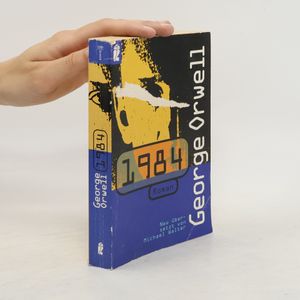 George Orwell
1984
Roman
Neu über-
setzt von
Michael Walter
George
Orwell
1984